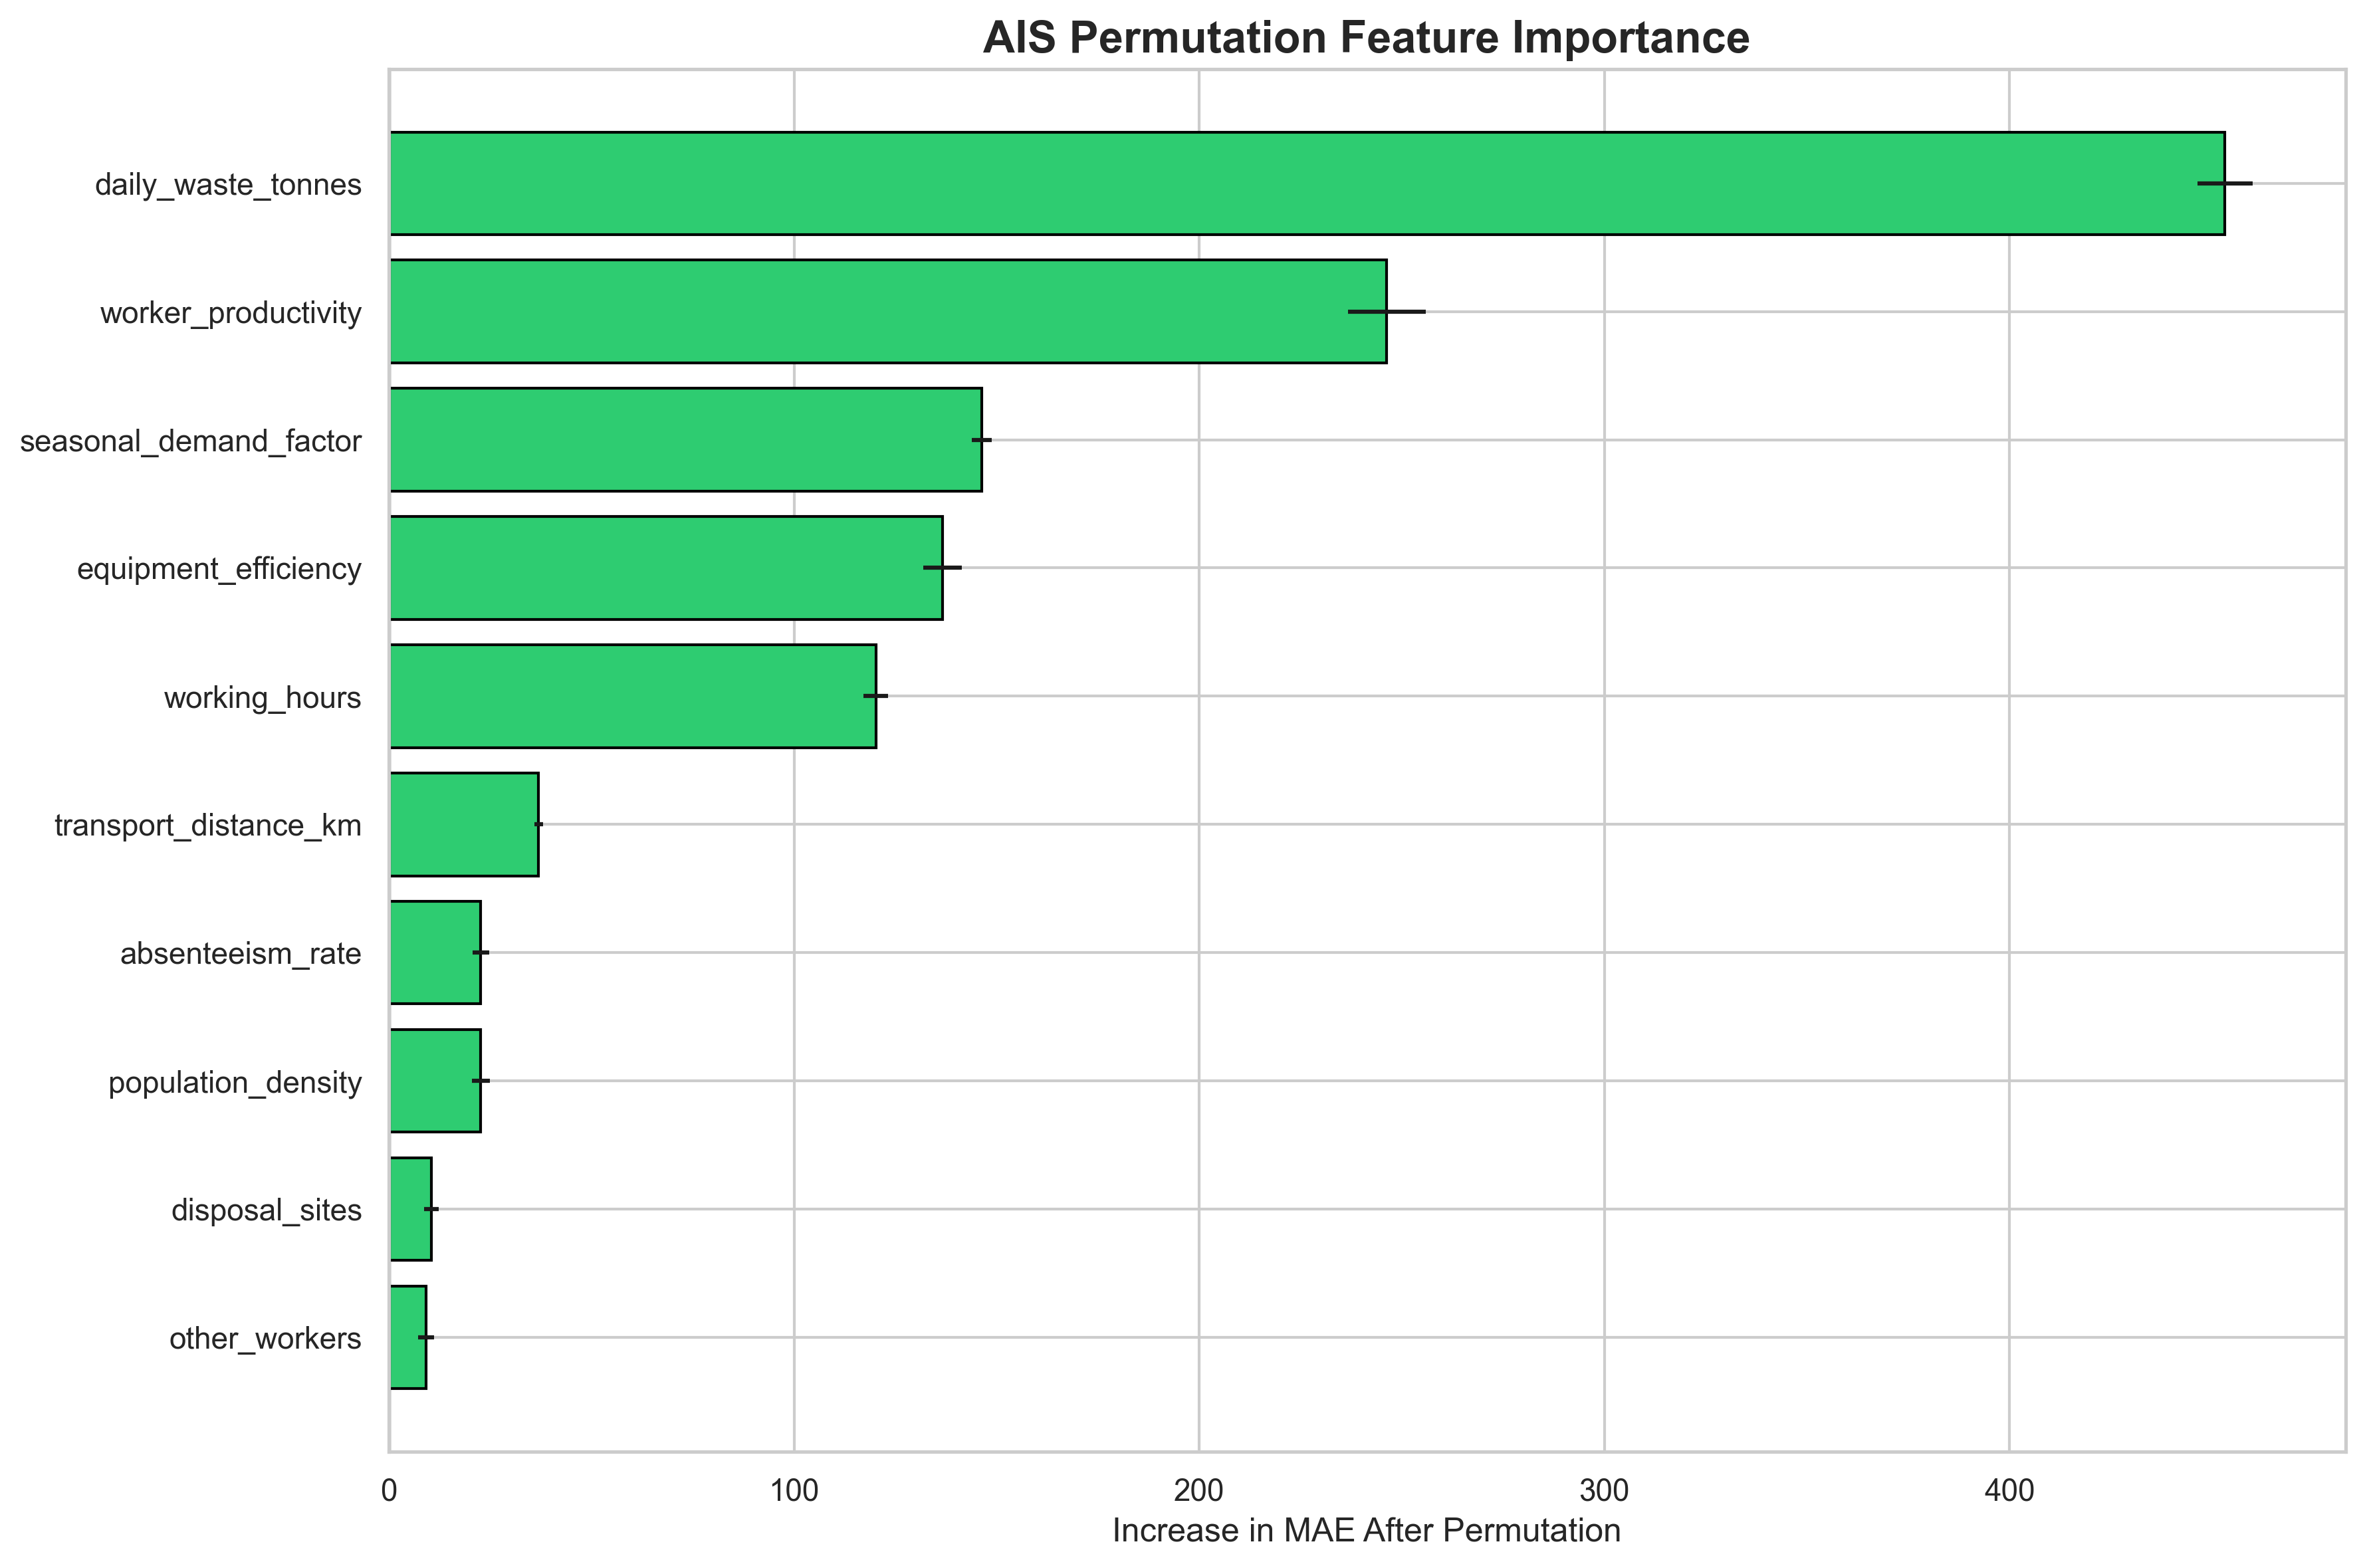 AIS Permutation Feature Importance
daily_waste_tonnes
worker_productivity
seasonal_demand_factor
equipment_efficiency
working_hours
transport_distance_km
absenteeism_rate
population_density
disposal_sites
other_workers
0 100 200 300 400
Increase in MAE After Permutation